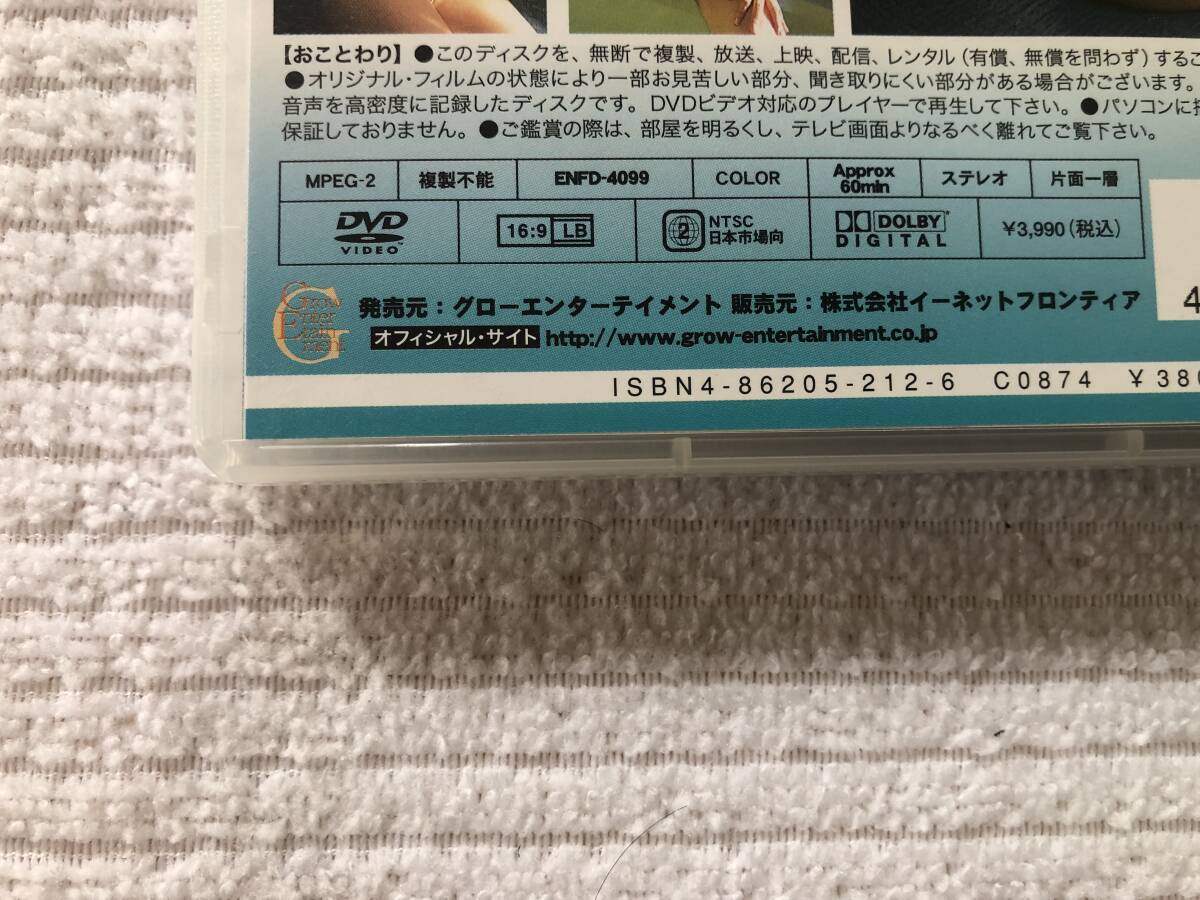 【おことわり】●このディスクを、無断で複製、放送、上映、配信、レンタル(有償、無償を問わず)するこ
●オリジナル・フィルムの状態により一部お見苦しい部分、聞き取りにくい部分がある場合がございます。
音声を高密度に記録したディスクです。DVDビデオ対応のプレイヤーで再生して下さい。●パソコンに
保証しておりません。●ご鑑賞の際は、部屋を明るくし、テレビ画面よりなるべく離れてご覧下さい。
MPEG-2 複製不能 ENFD-4099 COLOR Approx 60min ステレオ 片面一層
DVD VIDEO 16:9 LB 2 NTSC 日本市場向 DOLBY DIGITAL ¥3,990(税込)
Grow Enter tain ment 発売元:グローエンターテイメント 販売元:株式会社イーネットフロンティア
オフィシャル・サイト http://www.grow-entertainment.co.jp
4
ISBN4-86205-212-6 C0874 ¥380